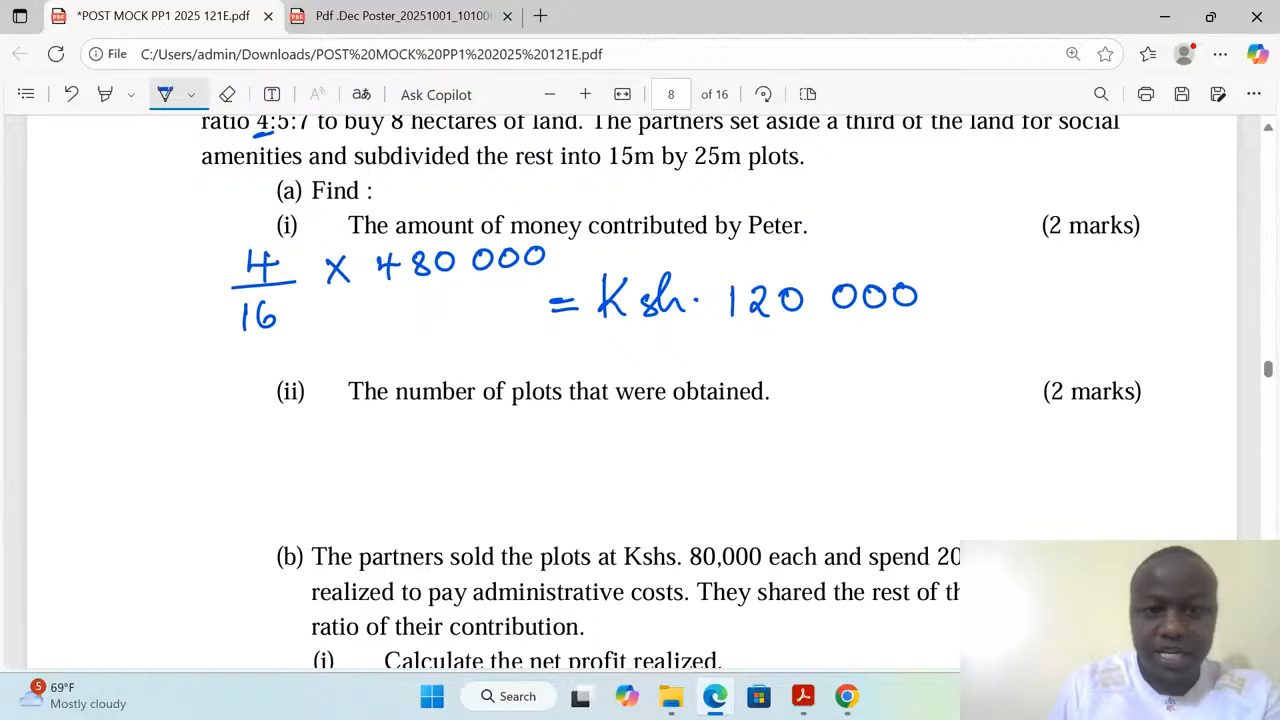 *POST MOCK PP1 2025 121E.pdf
Pdf .Dec Poster_20251001_10100
File C:/Users/admin/Downloads/POST%20MOCK%20PP1%202025%20121E.pdf
aあ Ask Copilot 8 of 16
ratio 4:5:7 to buy 8 hectares of land. The partners set aside a third of the land for social
amenities and subdivided the rest into 15m by 25m plots.
(a) Find :
(i) The amount of money contributed by Peter. (2 marks)
4/16 × 480 000 = Ksh. 120 000
(ii) The number of plots that were obtained. (2 marks)
(b) The partners sold the plots at Kshs. 80,000 each and spend 20
realized to pay administrative costs. They shared the rest of th
ratio of their contribution.
(i) Calculate the net profit realized.
5 69°F
Mostly cloudy
Search